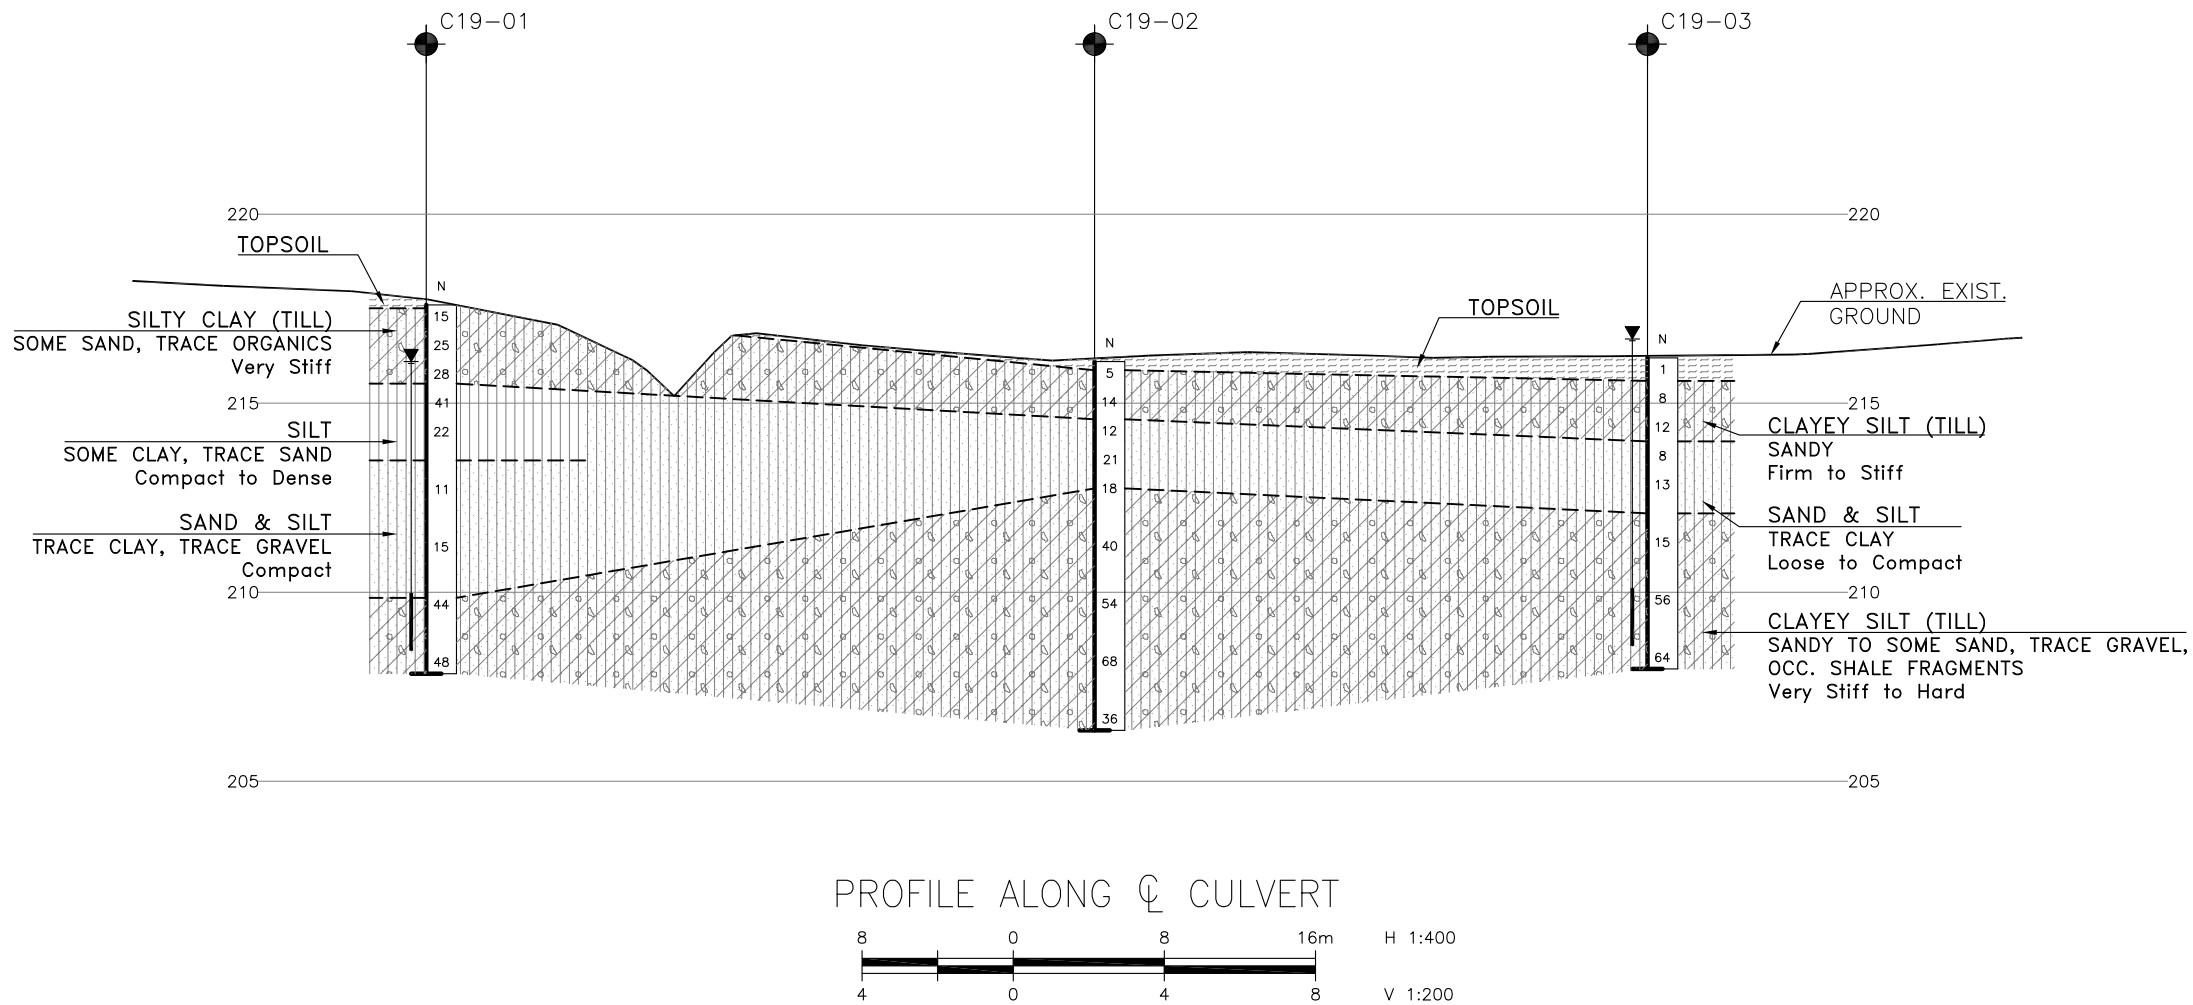 C19-01
C19-02
C19-03
220
220
TOPSOIL
N
SILTY CLAY (TILL)
SOME SAND, TRACE ORGANICS
Very Stiff
SILT
SOME CLAY, TRACE SAND
Compact to Dense
SAND & SILT
TRACE CLAY, TRACE GRAVEL
Compact
15
25
28
41
22
11
15
44
48
215
210
205
N
5
14
12
21
18
40
54
68
36
TOPSOIL
N
1
8
12
8
13
15
56
64
APPROX. EXIST.
GROUND
215
CLAYEY SILT (TILL)
SANDY
Firm to Stiff
SAND & SILT
TRACE CLAY
Loose to Compact
210
CLAYEY SILT (TILL)
SANDY TO SOME SAND, TRACE GRAVEL,
OCC. SHALE FRAGMENTS
Very Stiff to Hard
205
PROFILE ALONG ℄ CULVERT
8 0 8 16m H 1:400
4 0 4 8 V 1:200